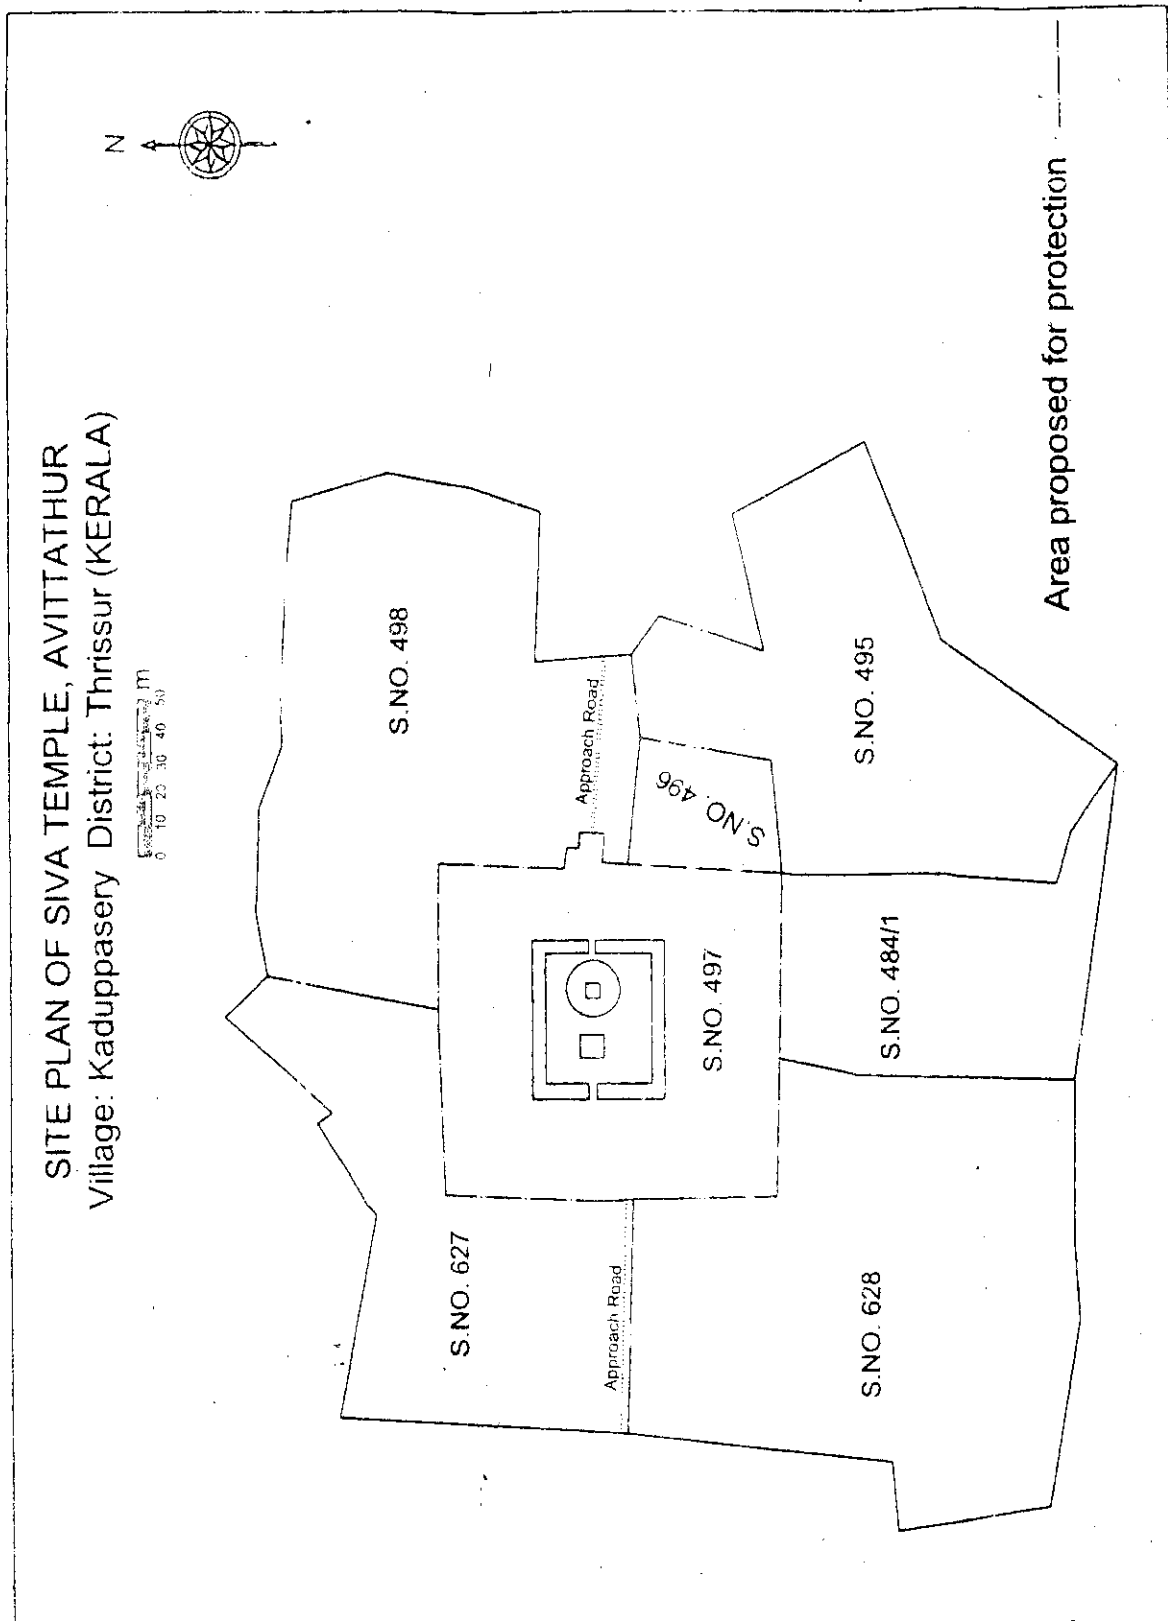 SITE PLAN OF SIVA TEMPLE, AVITTATHUR
Village: Kaduppasery District: Thrissur (KERALA)
0 10 20 30 40 50 m
N
S.NO. 627
S.NO. 498
Approach Road
Approach Road
S.NO. 496
S.NO. 497
S.NO. 628
S.NO. 484/1
S.NO. 495
Area proposed for protection